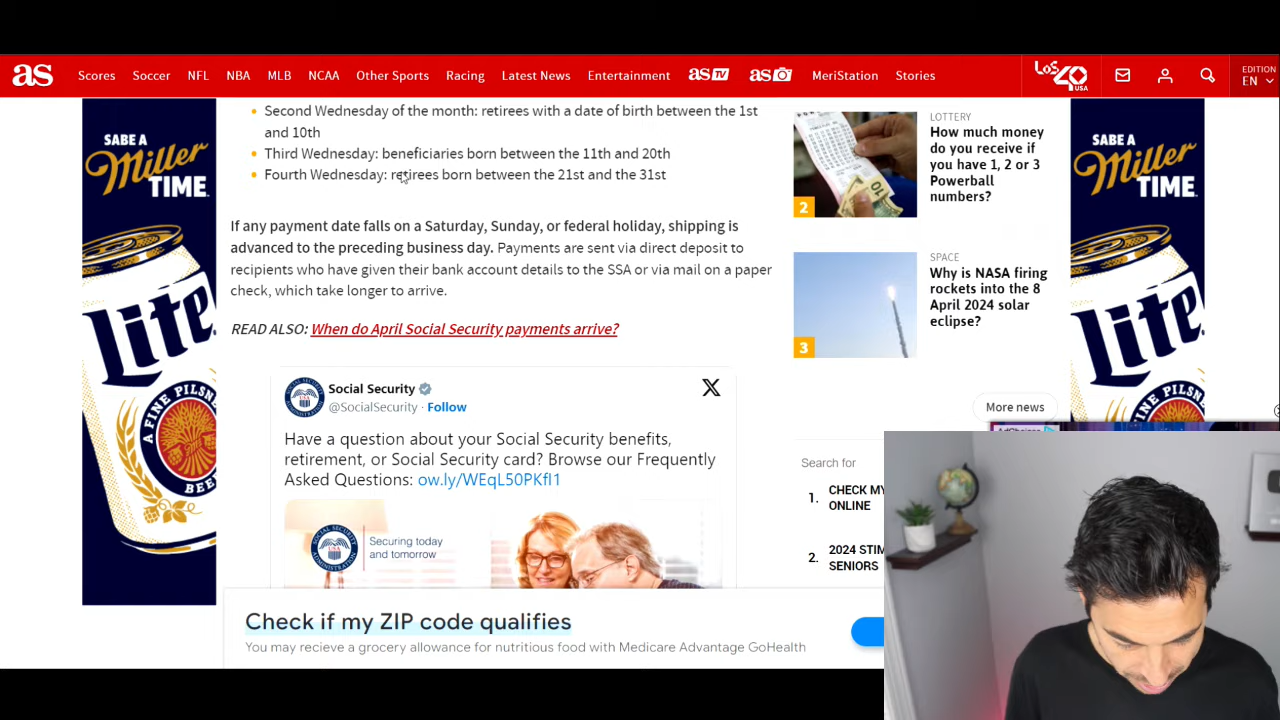 as
Scores
Soccer
NFL
NBA
MLB
NCAA
Other Sports
Racing
Latest News
Entertainment
as TV
as
MeriStation
Stories
LOS 40 USA
EDITION
EN
SABE A
Miller
TIME
Lite
A FINE PILSNER
BEER
Second Wednesday of the month: retirees with a date of birth between the 1st
and 10th
Third Wednesday: beneficiaries born between the 11th and 20th
Fourth Wednesday: retirees born between the 21st and the 31st
If any payment date falls on a Saturday, Sunday, or federal holiday, shipping is
advanced to the preceding business day. Payments are sent via direct deposit to
recipients who have given their bank account details to the SSA or via mail on a paper
check, which take longer to arrive.
READ ALSO: When do April Social Security payments arrive?
Social Security
@SocialSecurity · Follow
X
Have a question about your Social Security benefits,
retirement, or Social Security card? Browse our Frequently
Asked Questions:
Securing today
and tomorrow
LOTTERY
How much money
do you receive if
you have 1, 2 or 3
Powerball
numbers?
2
SPACE
Why is NASA firing
rockets into the 8
April 2024 solar
eclipse?
3
More news
AdChoices
Search for
1.
CHECK MY
ONLINE
2.
2024 STIM
SENIORS
SABE A
Miller
TIME
Lite
A FINE PILSN
Check if my ZIP code qualifies
You may recieve a grocery allowance for nutritious food with Medicare Advantage GoHealth